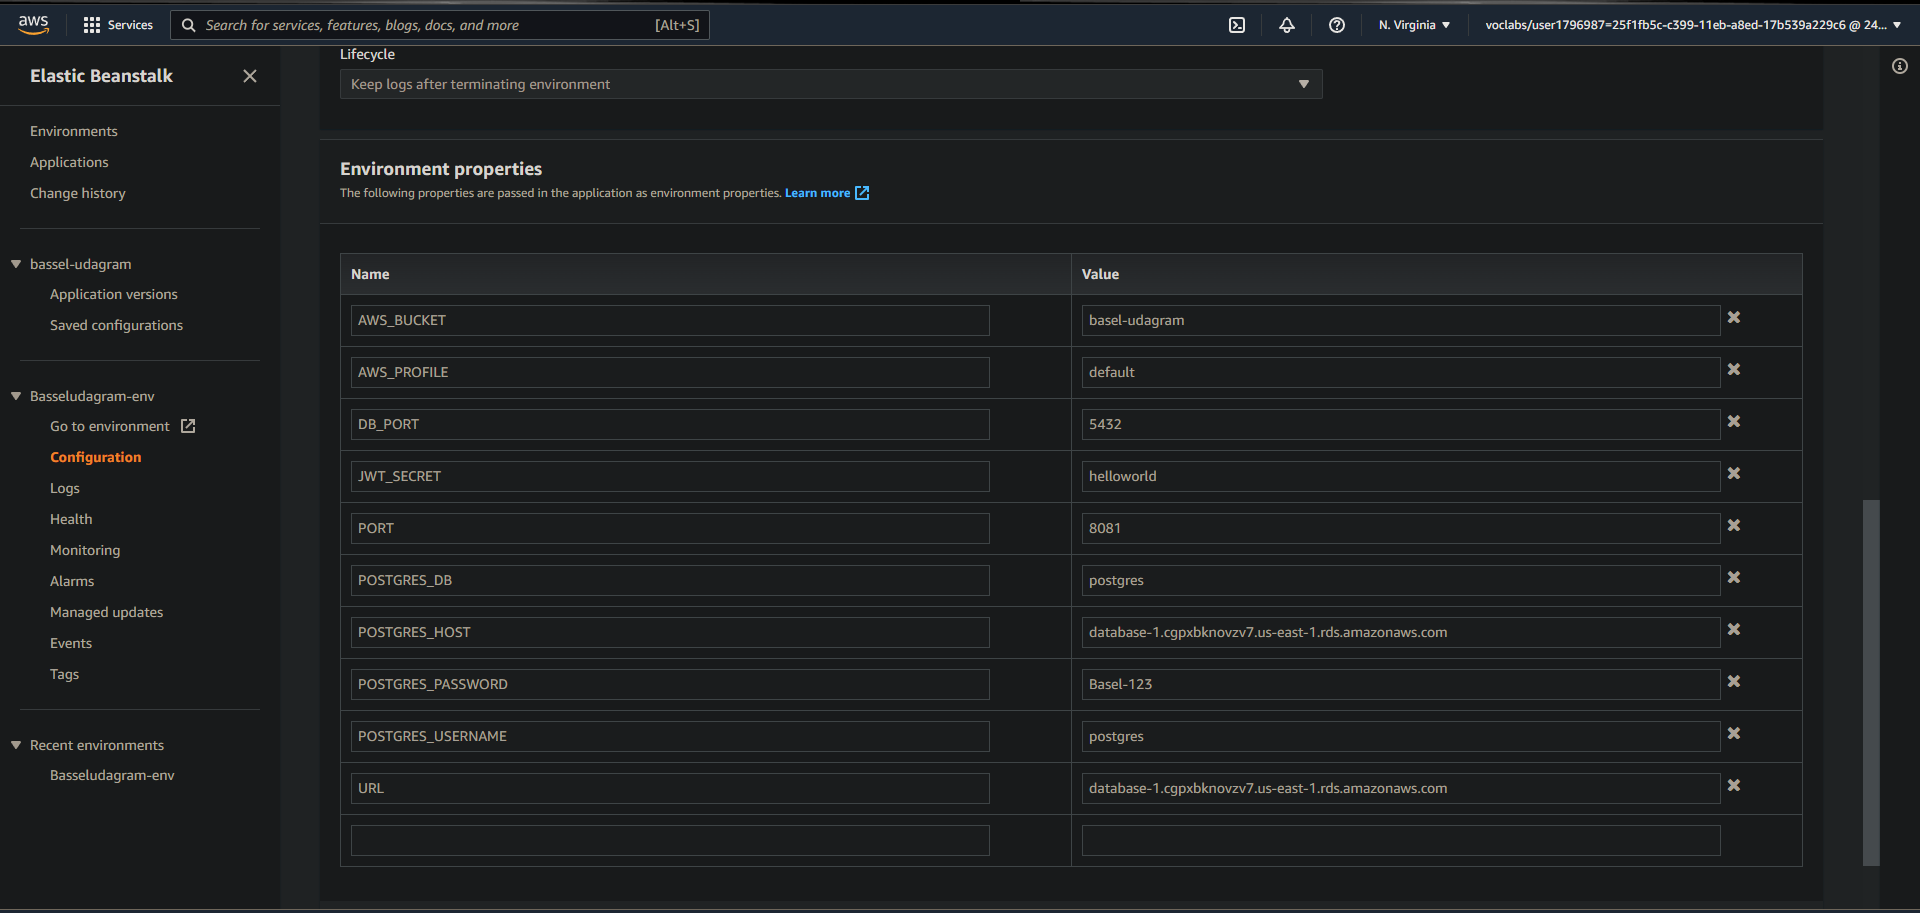 aws
Services
Search for services, features, blogs, docs, and more
[Alt+S]
N. Virginia
voclabs/user1796987=25f1fb5c-c399-11eb-a8ed-17b539a229c6 @ 24...
Elastic Beanstalk
Environments
Applications
Change history
bassel-udagram
Application versions
Saved configurations
Basseludagram-env
Go to environment
Configuration
Logs
Health
Monitoring
Alarms
Managed updates
Events
Tags
Recent environments
Basseludagram-env
Lifecycle
Keep logs after terminating environment
Environment properties
The following properties are passed in the application as environment properties. Learn more
Name Value
AWS_BUCKET basel-udagram
AWS_PROFILE default
DB_PORT 5432
JWT_SECRET helloworld
PORT 8081
POSTGRES_DB postgres
POSTGRES_HOST database-1.cgpxbknovzv7.us-east-1.rds.amazonaws.com
POSTGRES_PASSWORD Basel-123
POSTGRES_USERNAME postgres
URL database-1.cgpxbknovzv7.us-east-1.rds.amazonaws.com